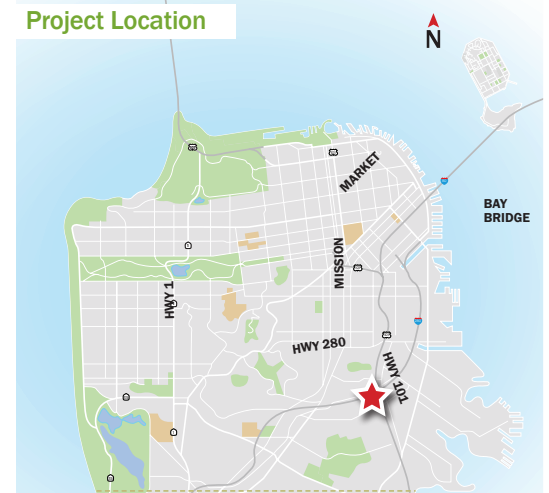 Project Location
N
MARKET
BAY
BRIDGE
MISSION
HWY 1
HWY 280
HWY 101